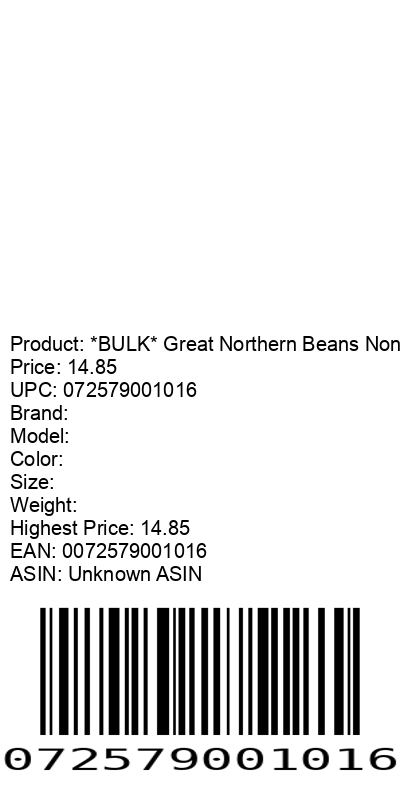 Product: *BULK* Great Northern Beans Non
Price: 14.85
UPC: 072579001016
Brand:
Model:
Color:
Size:
Weight:
Highest Price: 14.85
EAN: 0072579001016
ASIN: Unknown ASIN
072579001016